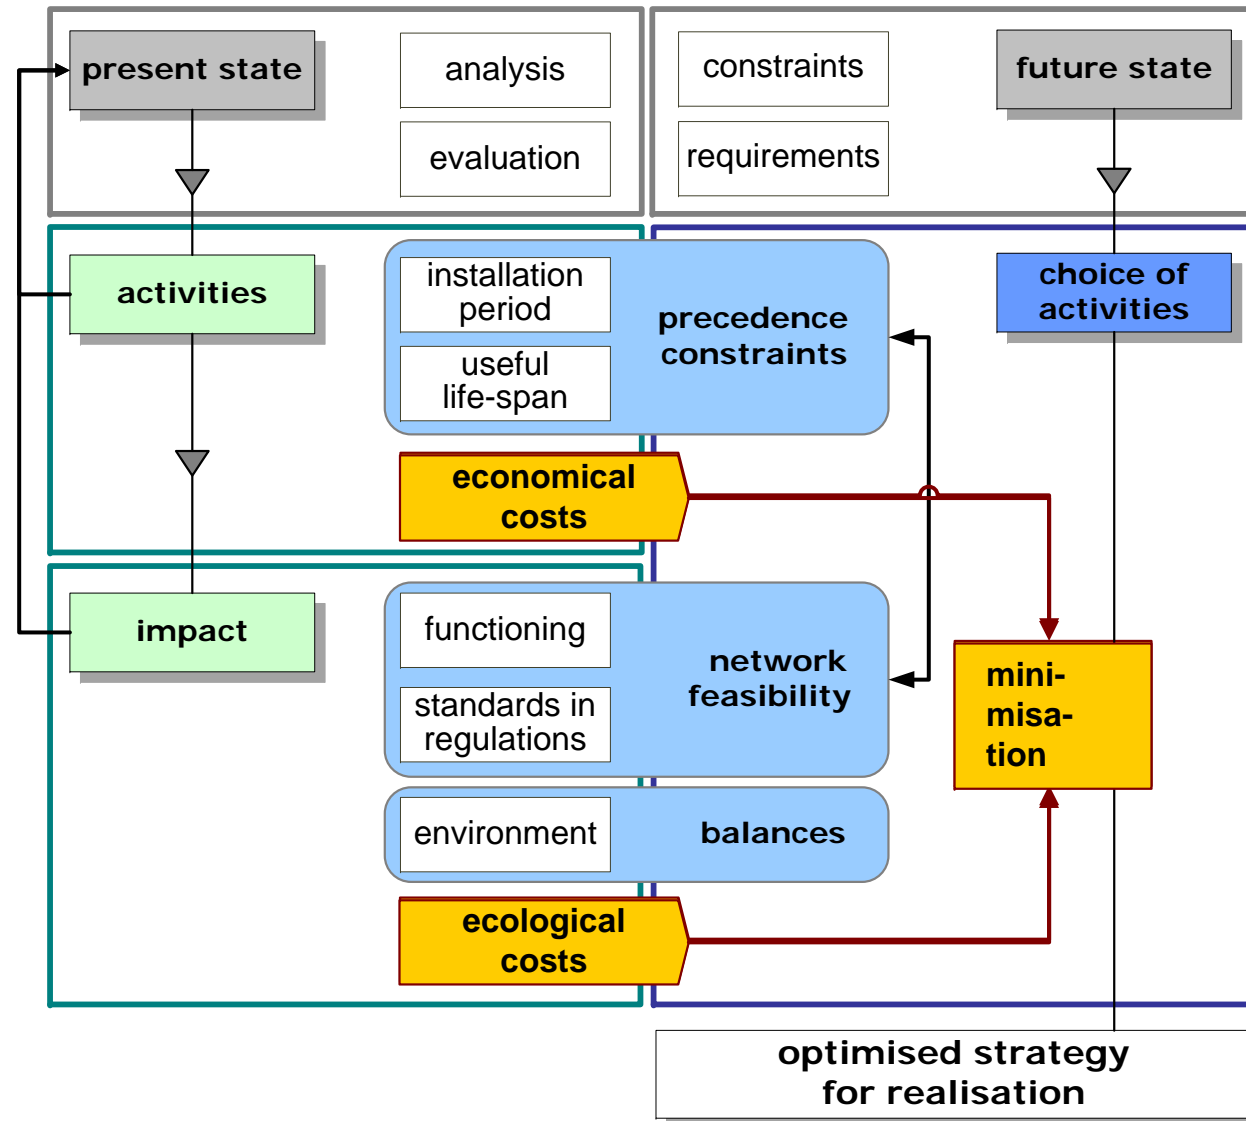 present state
analysis
evaluation
constraints
requirements
future state
activities
installation
period
useful
life-span
precedence
constraints
choice of
activities
economical
costs
impact
functioning
standards in
regulations
network
feasibility
mini-
misa-
tion
environment
balances
ecological
costs
optimised strategy
for realisation